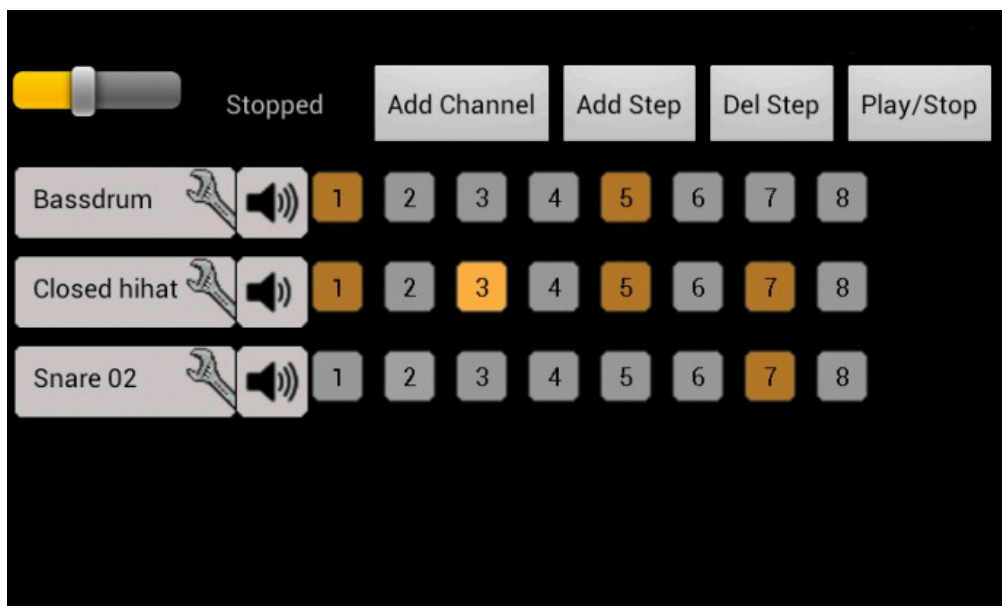 Stopped Add Channel Add Step Del Step Play/Stop
Bassdrum 1 2 3 4 5 6 7 8
Closed hihat 1 2 3 4 5 6 7 8
Snare 02 1 2 3 4 5 6 7 8